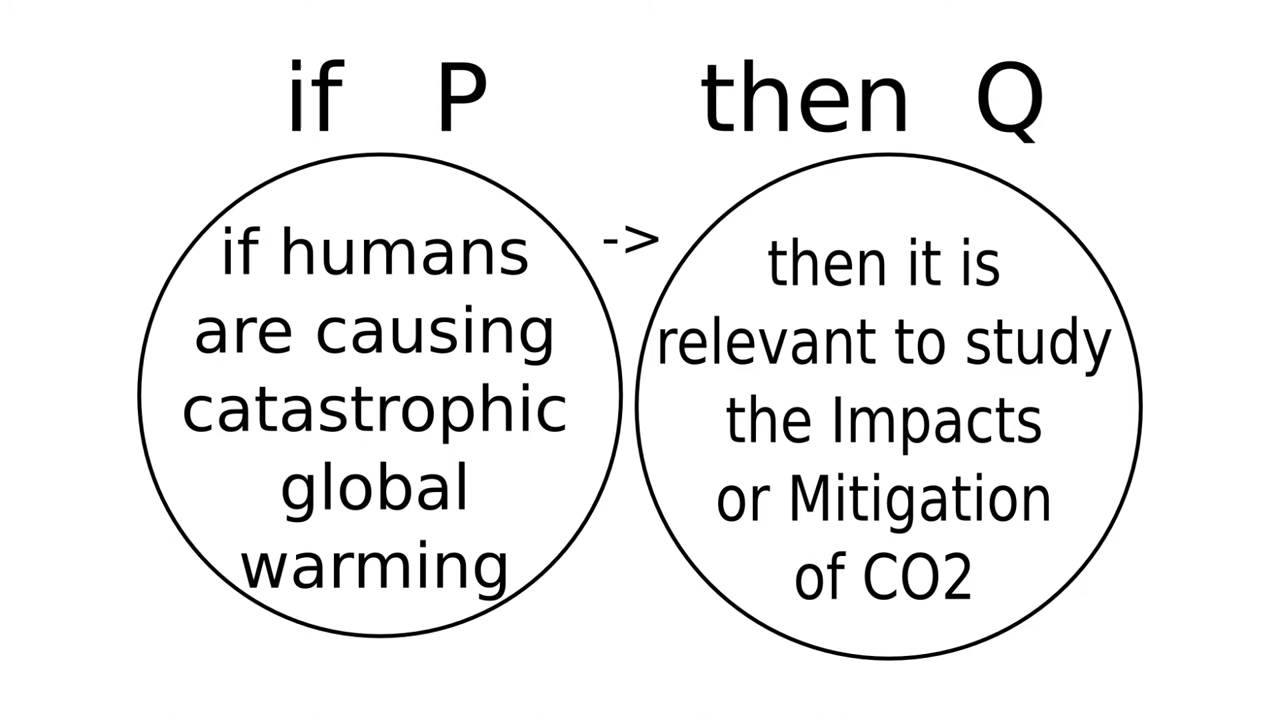 if P then Q
->
if humans
are causing
catastrophic
global
warming
then it is
relevant to study
the Impacts
or Mitigation
of CO2